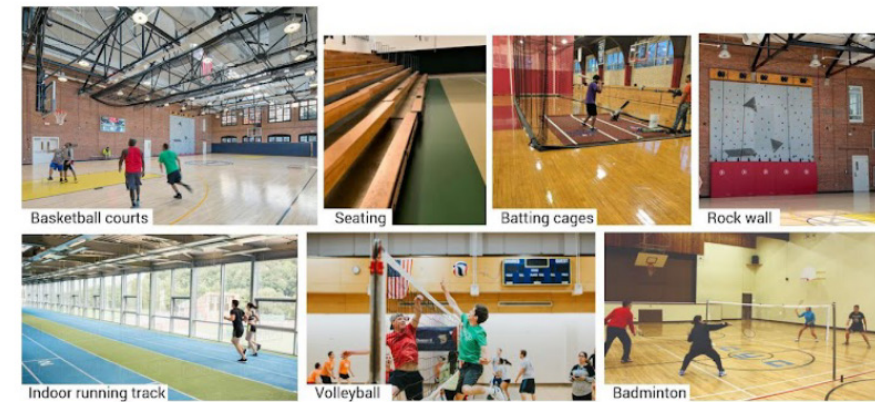 Basketball courts
Seating
Batting cages
Rock wall
Indoor running track
Volleyball
Badminton